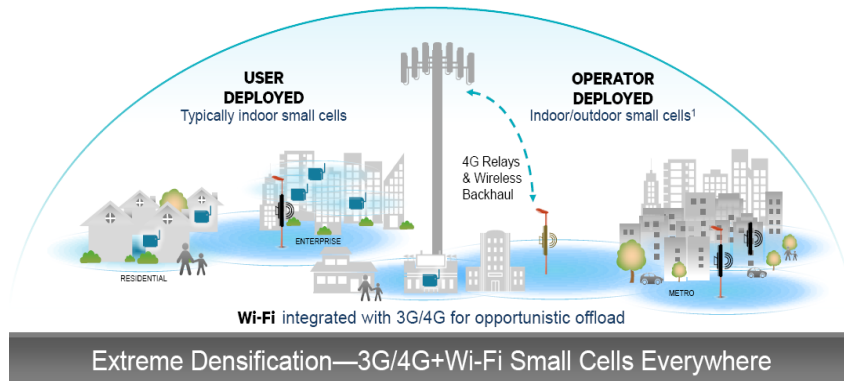 USER
DEPLOYED
Typically indoor small cells
OPERATOR
DEPLOYED
Indoor/outdoor small cells¹
4G Relays
& Wireless
Backhaul
ENTERPRISE
RESIDENTIAL
METRO
Wi-Fi integrated with 3G/4G for opportunistic offload
Extreme Densification—3G/4G+Wi-Fi Small Cells Everywhere